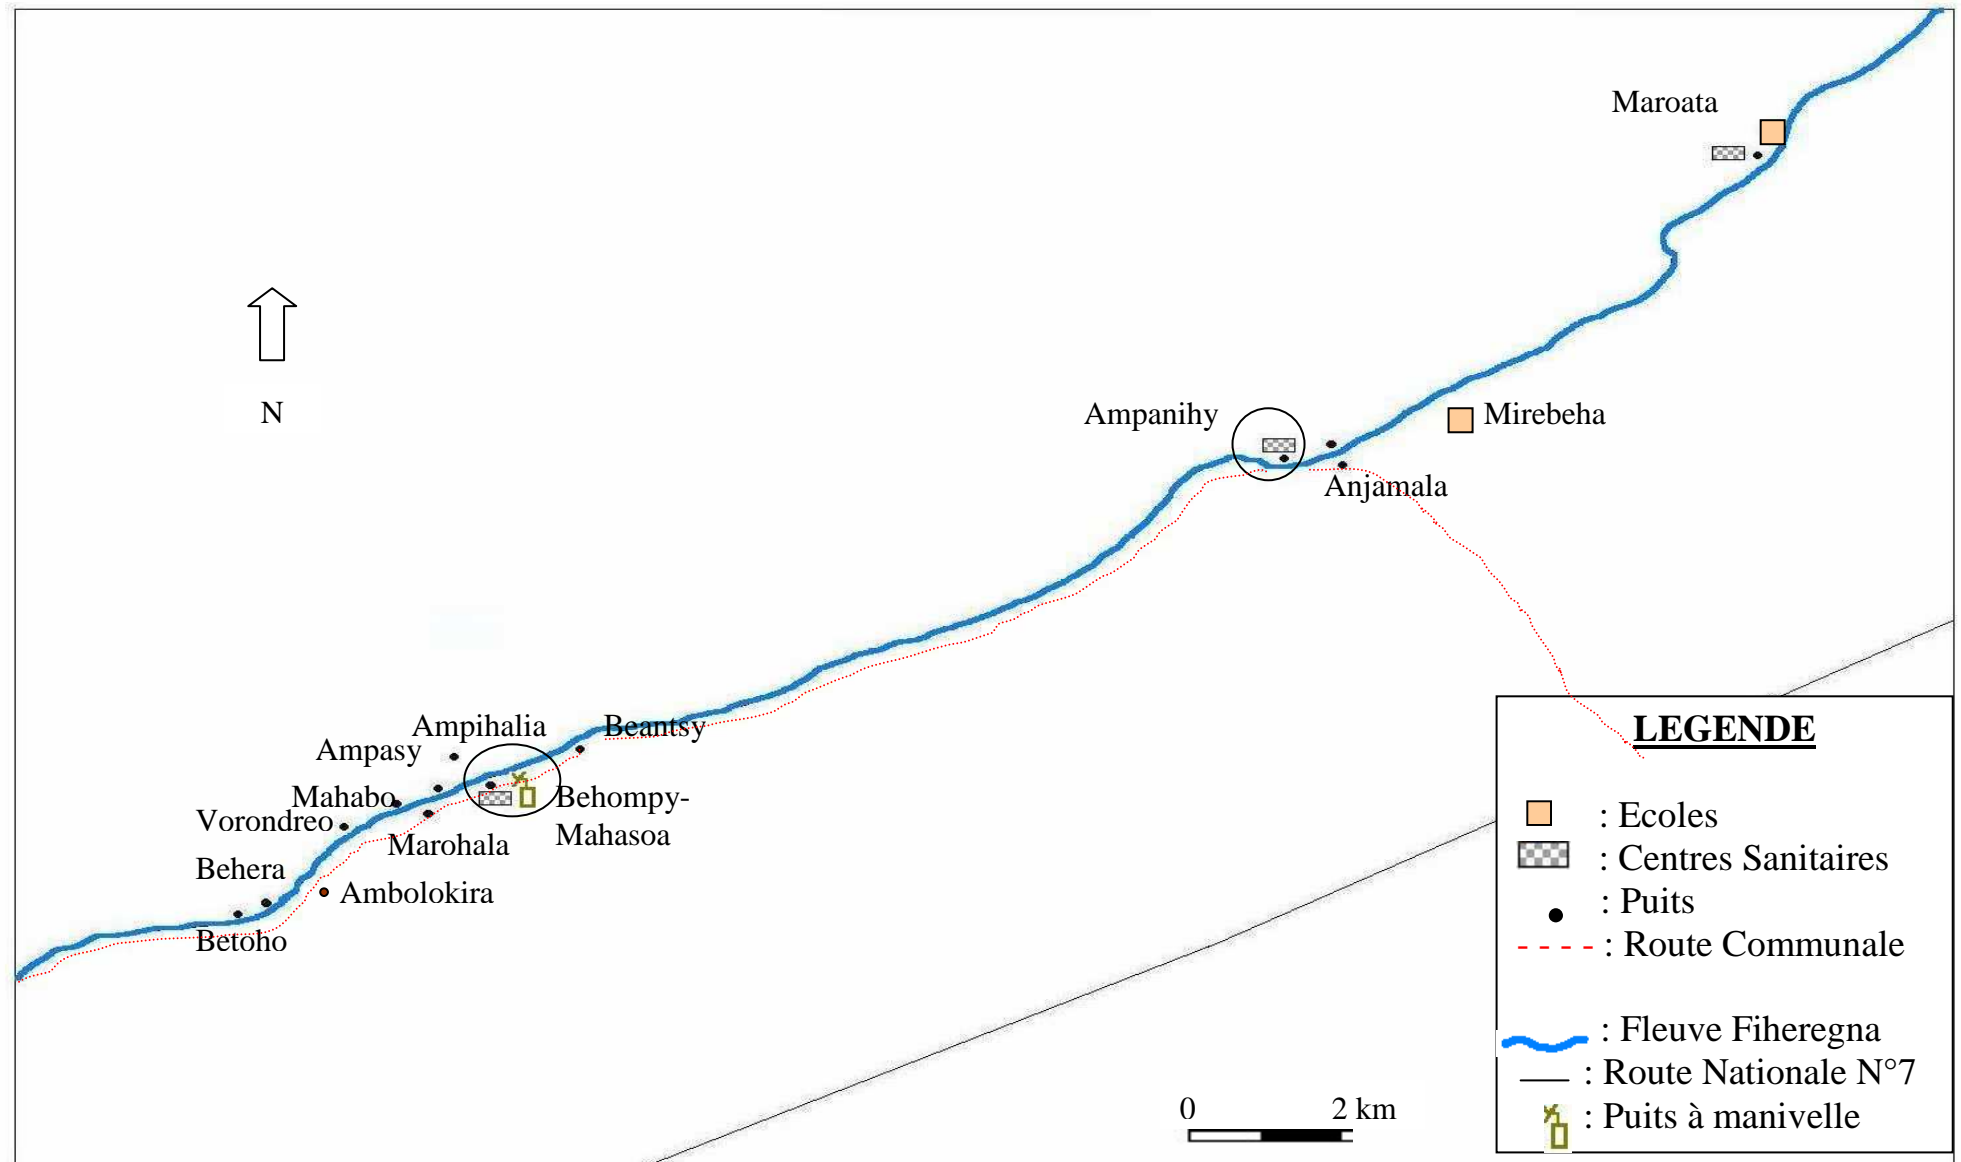 Maroata
N
Ampanihy
Mirebeha
Anjamala
Ampihalia
Beantsy
Ampasy
Mahabo
Behompy-
Mahasoa
Vorondreo
Marohala
Behera
Ambolokira
Betoho
LEGENDE
: Ecoles
: Centres Sanitaires
: Puits
: Route Communale
: Fleuve Fiheregna
: Route Nationale N°7
: Puits à manivelle
0 2 km